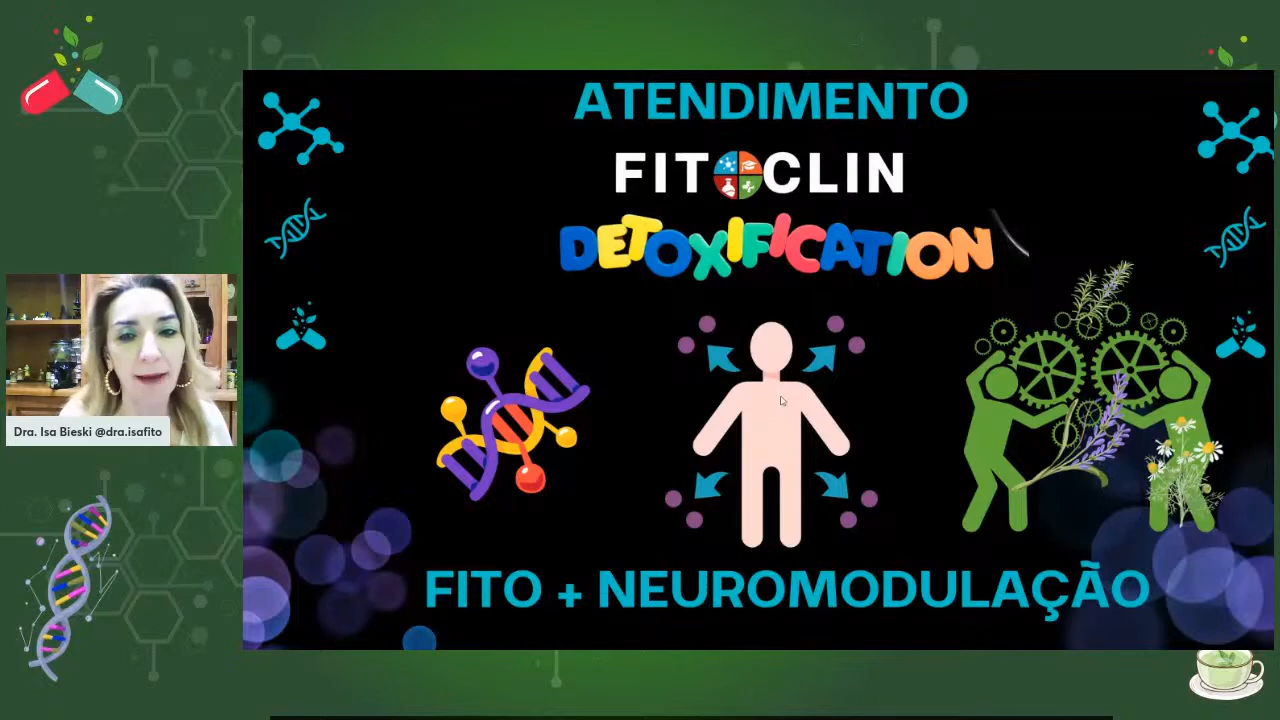 ATENDIMENTO
FITOCLIN
DETOXIFICATION
Dra. Isa Bieski @dra.isafito
FITO + NEUROMODULAÇÃO